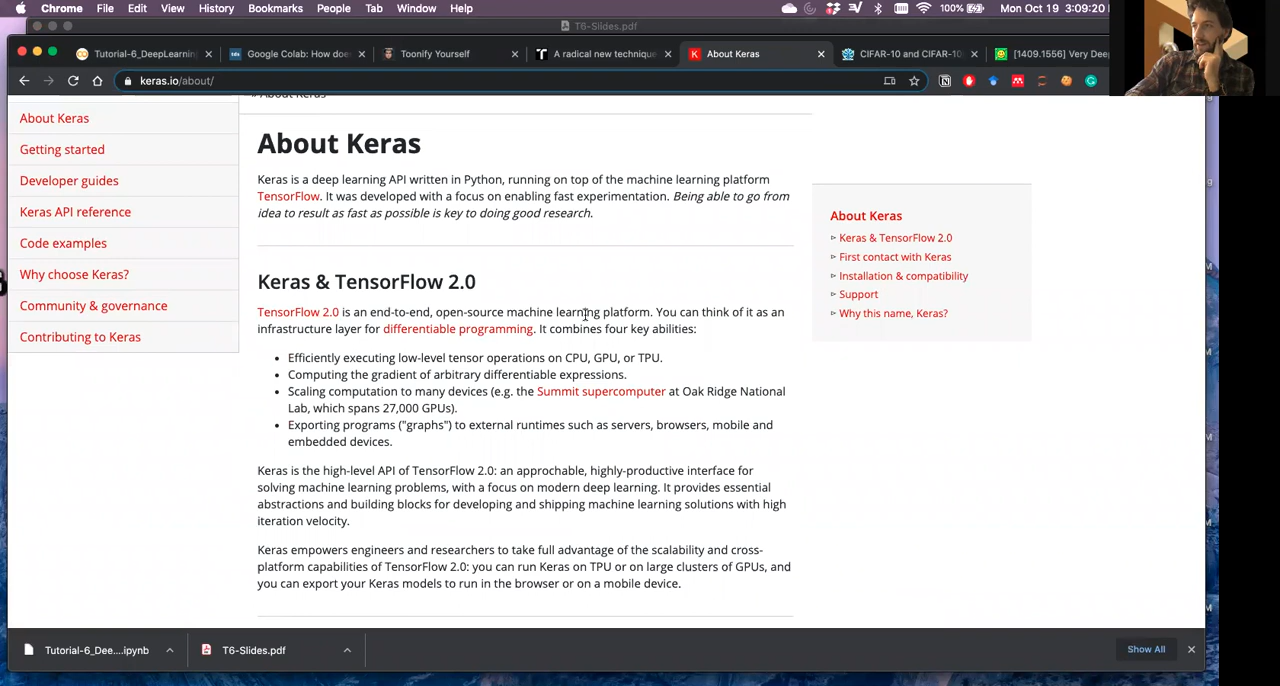 Chrome File Edit View History Bookmarks People Tab Window Help 100% Mon Oct 19 3:09:20
T6-Slides.pdf
Tutorial-6_DeepLearning Google Colab: How does Toonify Yourself A radical new technique About Keras CIFAR-10 and CIFAR-10 [1409.1556] Very Deep
keras.io/about/
» About Keras
About Keras
Getting started
Developer guides
Keras API reference
Code examples
Why choose Keras?
Community & governance
Contributing to Keras
About Keras
Keras is a deep learning API written in Python, running on top of the machine learning platform
TensorFlow. It was developed with a focus on enabling fast experimentation. Being able to go from
idea to result as fast as possible is key to doing good research.
Keras & TensorFlow 2.0
TensorFlow 2.0 is an end-to-end, open-source machine learning platform. You can think of it as an
infrastructure layer for differentiable programming. It combines four key abilities:
• Efficiently executing low-level tensor operations on CPU, GPU, or TPU.
• Computing the gradient of arbitrary differentiable expressions.
• Scaling computation to many devices (e.g. the Summit supercomputer at Oak Ridge National
Lab, which spans 27,000 GPUs).
• Exporting programs ("graphs") to external runtimes such as servers, browsers, mobile and
embedded devices.
Keras is the high-level API of TensorFlow 2.0: an approchable, highly-productive interface for
solving machine learning problems, with a focus on modern deep learning. It provides essential
abstractions and building blocks for developing and shipping machine learning solutions with high
iteration velocity.
Keras empowers engineers and researchers to take full advantage of the scalability and cross-
platform capabilities of TensorFlow 2.0: you can run Keras on TPU or on large clusters of GPUs, and
you can export your Keras models to run in the browser or on a mobile device.
About Keras
Keras & TensorFlow 2.0
First contact with Keras
Installation & compatibility
Support
Why this name, Keras?
Tutorial-6_Dee....ipynb T6-Slides.pdf Show All